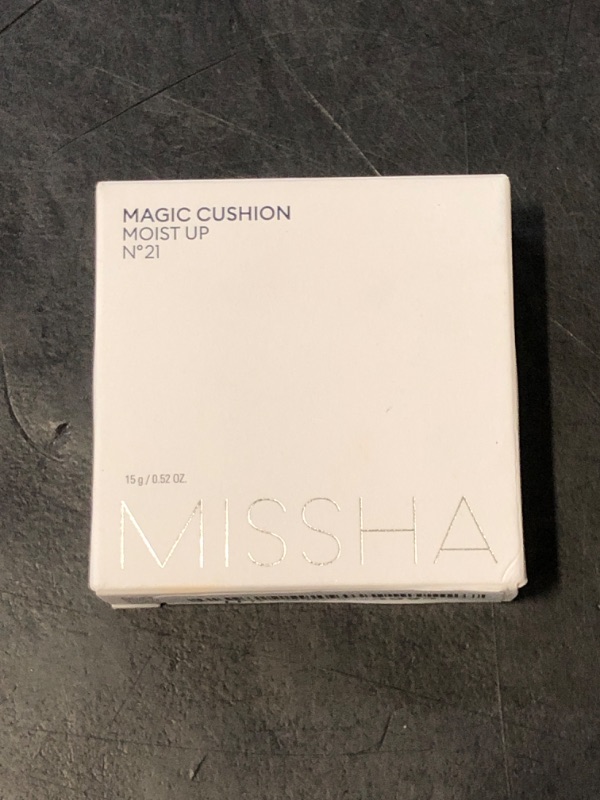 MAGIC CUSHION
MOIST UP
N°21
15 g / 0.52 OZ.
MISSHA